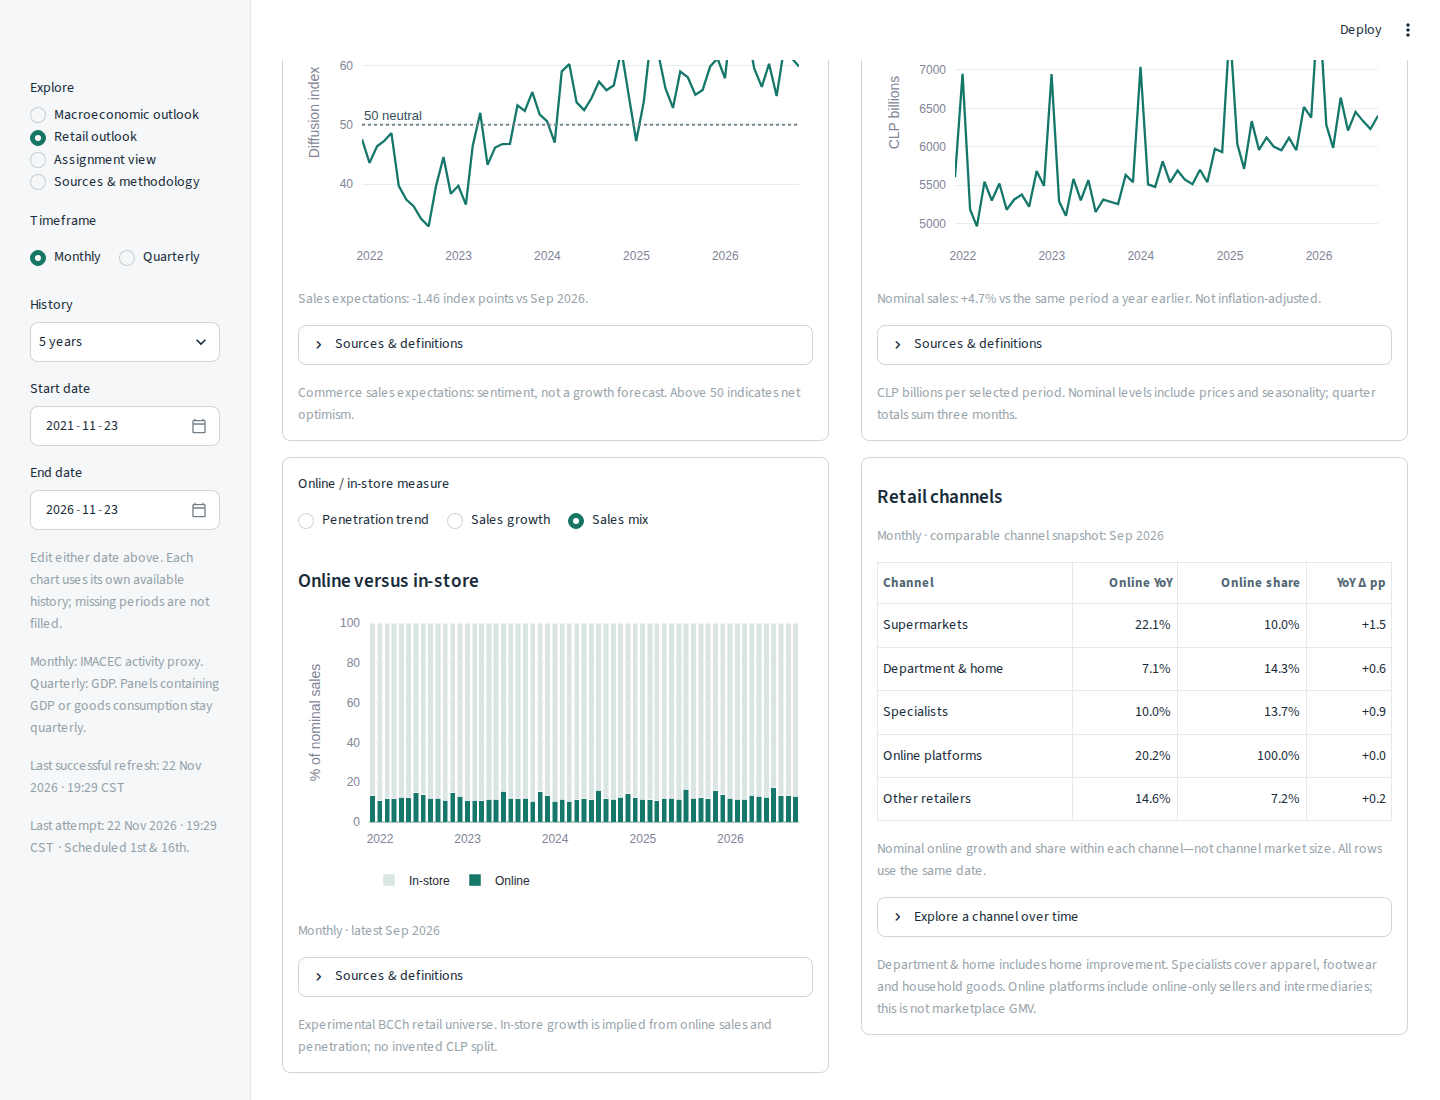 Deploy
Explore
Macroeconomic outlook
Retail outlook
Assignment view
Sources & methodology
Timeframe
Monthly
Quarterly
History
5 years
Start date
2021-11-23
End date
2026-11-23
Edit either date above. Each
chart uses its own available
history; missing periods are not
filled.
Monthly: IMACEC activity proxy.
Quarterly: GDP. Panels containing
GDP or goods consumption stay
quarterly.
Last successful refresh: 22 Nov
2026 · 19:29 CST
Last attempt: 22 Nov 2026 · 19:29
CST · Scheduled 1st & 16th.
Diffusion index
60
50
40
50 neutral
2022 2023 2024 2025 2026
Sales expectations: -1.46 index points vs Sep 2026.
Sources & definitions
Commerce sales expectations: sentiment, not a growth forecast. Above 50 indicates net
optimism.
CLP billions
7000
6500
6000
5500
5000
2022 2023 2024 2025 2026
Nominal sales: +4.7% vs the same period a year earlier. Not inflation-adjusted.
Sources & definitions
CLP billions per selected period. Nominal levels include prices and seasonality; quarter
totals sum three months.
Online / in-store measure
Penetration trend
Sales growth
Sales mix
Online versus in-store
% of nominal sales
100
80
60
40
20
0
2022 2023 2024 2025 2026
In-store
Online
Monthly · latest Sep 2026
Sources & definitions
Experimental BCCh retail universe. In-store growth is implied from online sales and
penetration; no invented CLP split.
Retail channels
Monthly · comparable channel snapshot: Sep 2026
Channel Online YoY Online share YoY Δ pp
Supermarkets 22.1% 10.0% +1.5
Department & home 7.1% 14.3% +0.6
Specialists 10.0% 13.7% +0.9
Online platforms 20.2% 100.0% +0.0
Other retailers 14.6% 7.2% +0.2
Nominal online growth and share within each channel—not channel market size. All rows
use the same date.
Explore a channel over time
Department & home includes home improvement. Specialists cover apparel, footwear
and household goods. Online platforms include online-only sellers and intermediaries;
this is not marketplace GMV.